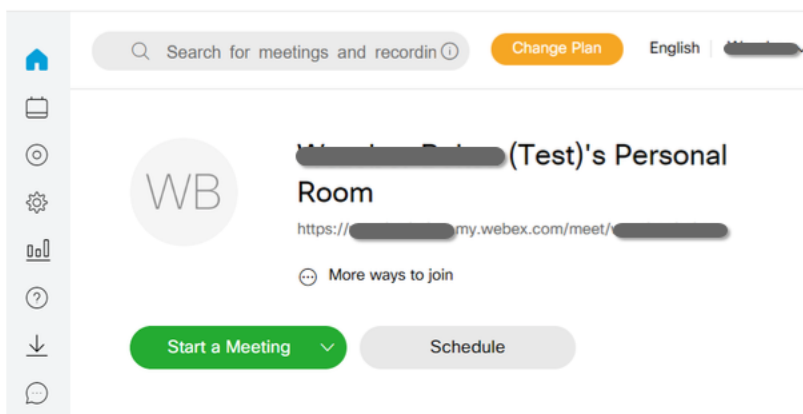 Search for meetings and recordin
Change Plan
English
WB
(Test)'s Personal
Room
https:// my.webex.com/meet/
More ways to join
Start a Meeting
Schedule